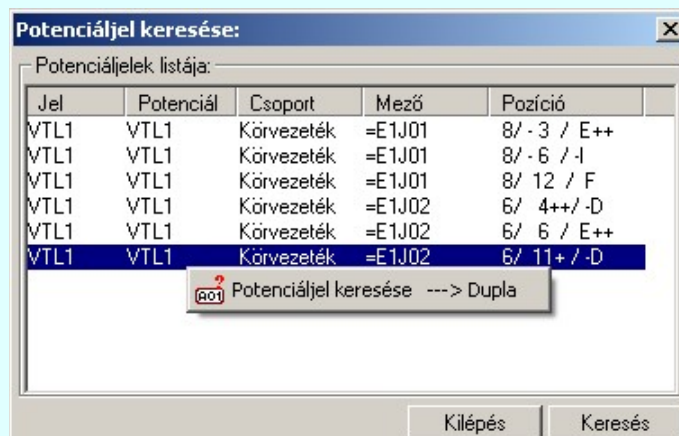 Potenciáljel keresése:
Potenciáljelek listája:
Jel Potenciál Csoport Mező Pozíció
VTL1 VTL1 Körvezeték =E1J01 8/ - 3 / E++
VTL1 VTL1 Körvezeték =E1J01 8/ - 6 / -I
VTL1 VTL1 Körvezeték =E1J01 8/ 12 / F
VTL1 VTL1 Körvezeték =E1J02 6/ 4++/ -D
VTL1 VTL1 Körvezeték =E1J02 6/ 6 / E++
VTL1 VTL1 Körvezeték =E1J02 6/ 11+ / -D
A01 Potenciáljel keresése ---> Dupla
Kilépés Keresés